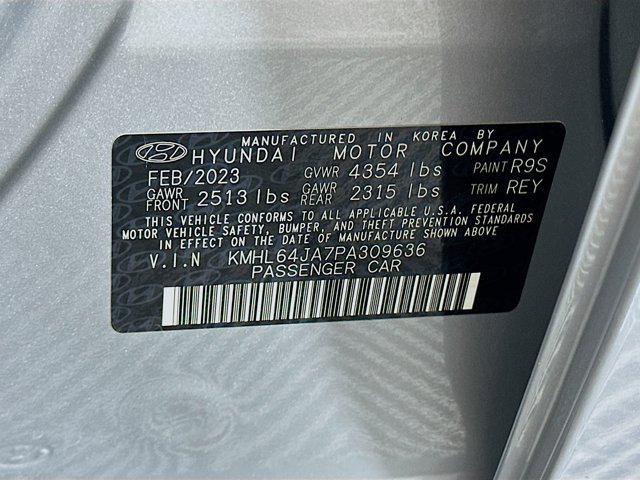 MANUFACTURED IN KOREA BY
HYUNDAI MOTOR COMPANY
FEB/2023 GVWR 4354 lbs PAINT R9S
GAWR FRONT 2513 lbs GAWR REAR 2315 lbs TRIM REY
THIS VEHICLE CONFORMS TO ALL APPLICABLE U.S.A. FEDERAL
MOTOR VEHICLE SAFETY, BUMPER, AND THEFT PREVENTION STANDARDS
IN EFFECT ON THE DATE OF MANUFACTURE SHOWN ABOVE.
V.I.N KMHL64JA7PA309636
PASSENGER CAR